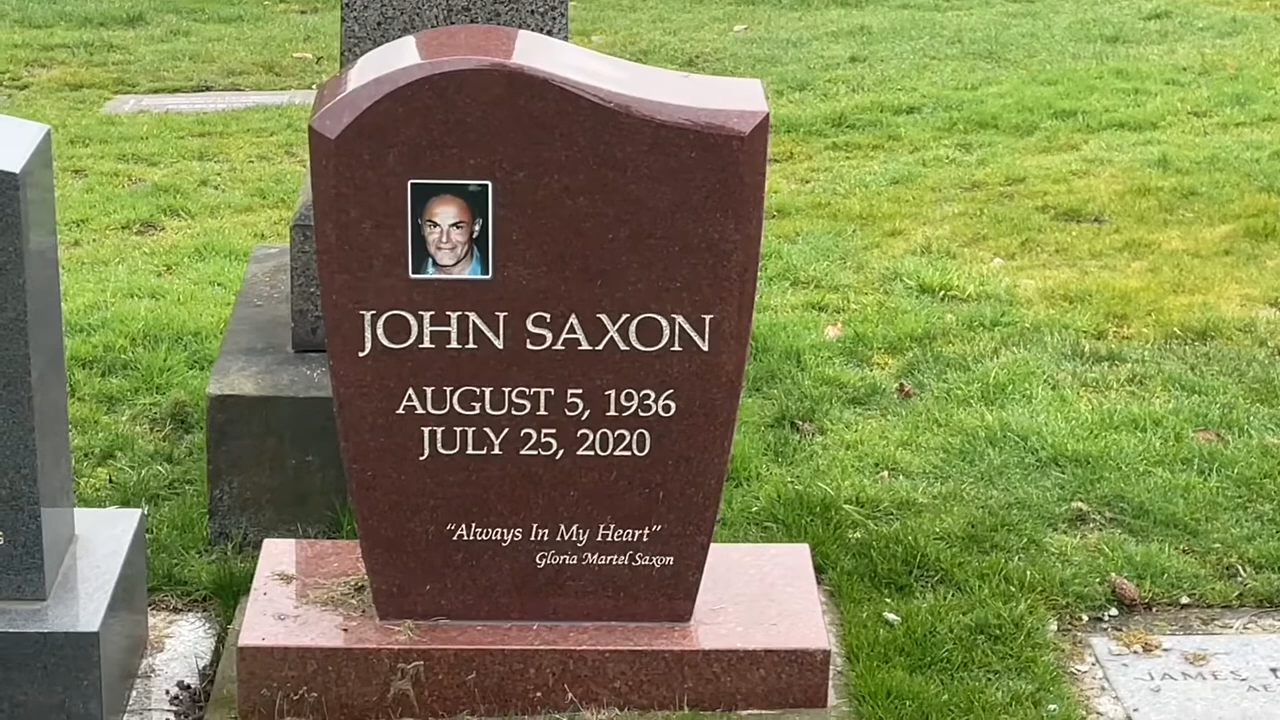 JOHN SAXON
AUGUST 5, 1936
JULY 25, 2020
“Always In My Heart”
Gloria Martel Saxon
JAMES